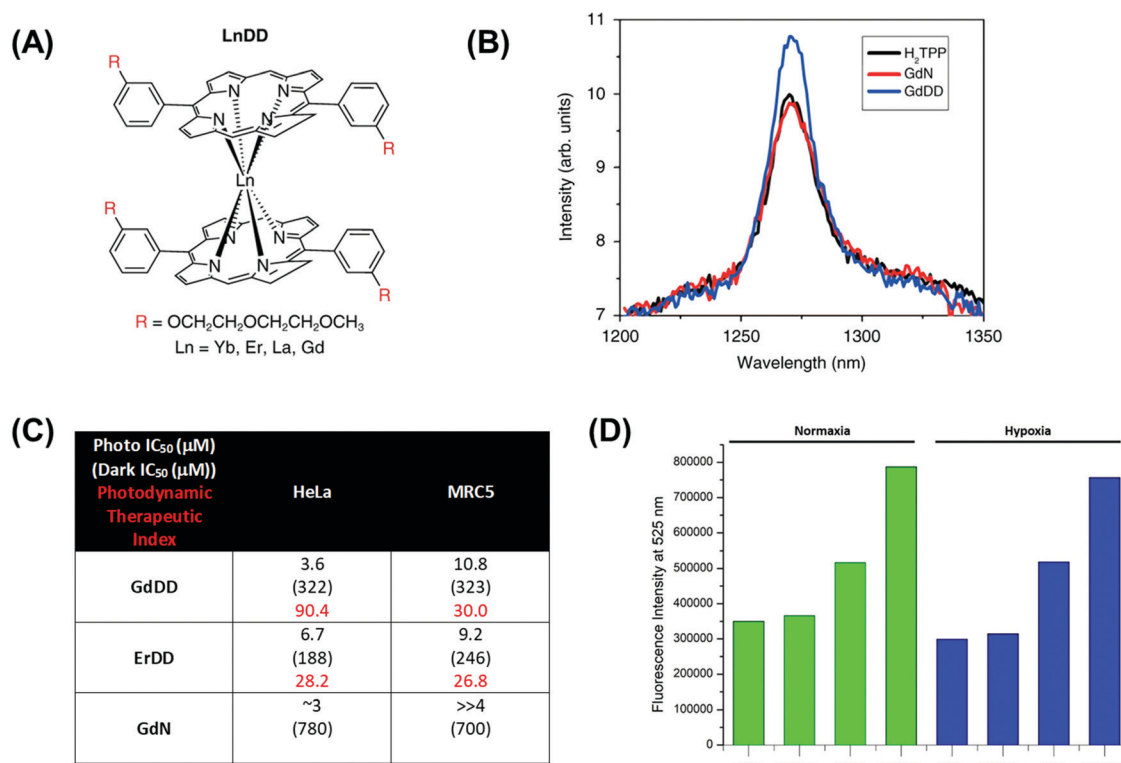 (A)
LnDD
R
R
N
N
N
N
Ln
R
N
N
N
N
R
R = OCH₂CH₂OCH₂CH₂OCH₃
Ln = Yb, Er, La, Gd
(B)
11
10
9
8
7
Intensity (arb. units)
H₂TPP
GdN
GdDD
1200
1250
1300
1350
Wavelength (nm)
(C)
Photo IC₅₀ (μM)
(Dark IC₅₀ (μM))
Photodynamic
Therapeutic
Index
HeLa
MRC5
GdDD
3.6
(322)
90.4
10.8
(323)
30.0
ErDD
6.7
(188)
28.2
9.2
(246)
26.8
GdN
~3
(780)
>>4
(700)
(D)
Normaxia
Hypoxia
800000
700000
600000
500000
400000
300000
200000
100000
0
Fluorescence Intensity at 525 nm